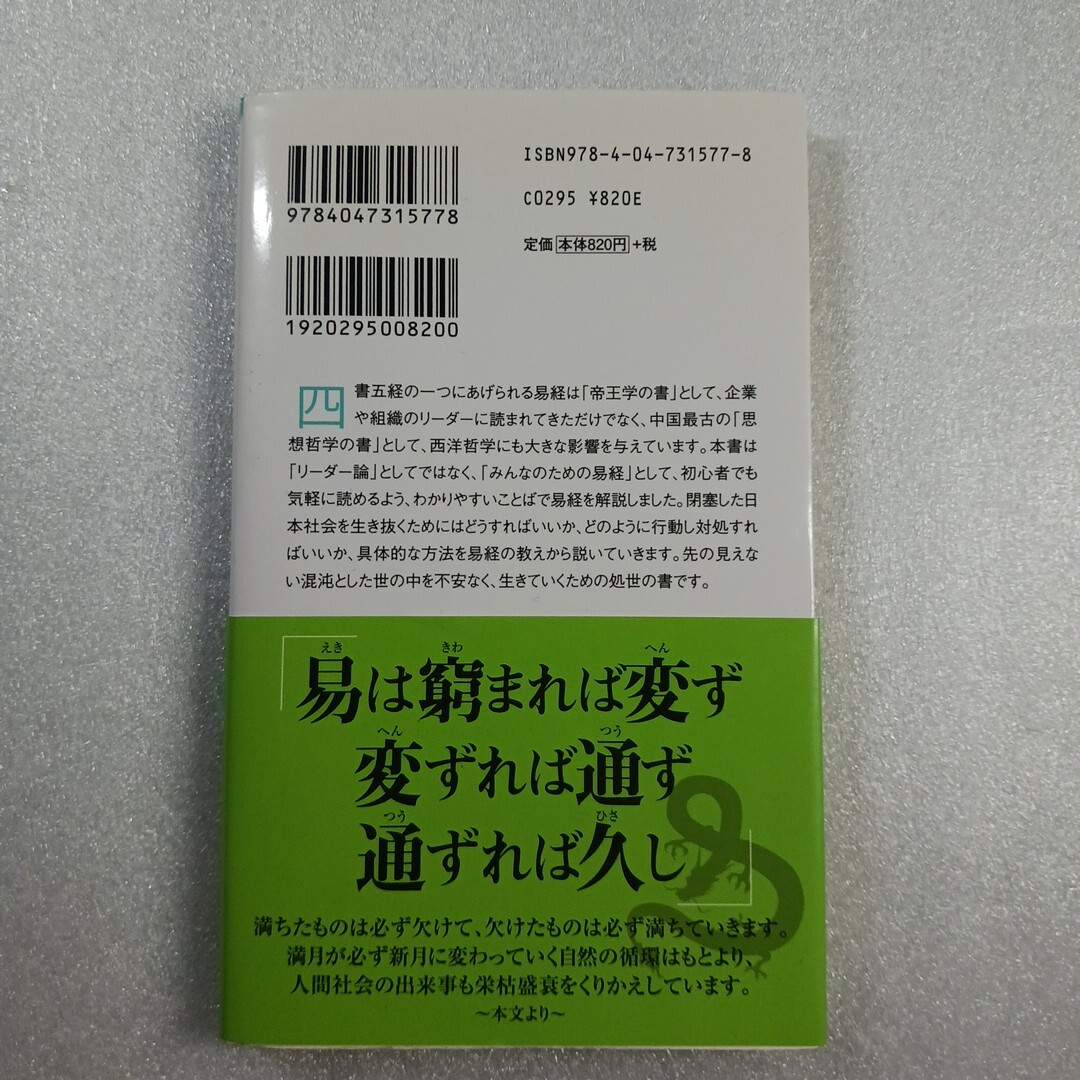 ISBN978-4-04-731577-8
9784047315778
C0295 ¥820E
定価 本体820円 +税
1920295008200
四書五経の一つにあげられる易経は「帝王学の書」として、企業
や組織のリーダーに読まれてきただけでなく、中国最古の「思
想哲学の書」として、西洋哲学にも大きな影響を与えています。本書は
「リーダー論」としてではなく、「みんなのための易経」として、初心者でも
気軽に読めるよう、わかりやすいことばで易経を解説しました。閉塞した日
本社会を生き抜くためにはどうすればいいか、どのように行動し対処すれ
ばいいか、具体的な方法を易経の教えから説いていきます。先の見えな
い混沌とした世の中を不安なく、生きていくための処世の書です。
えき きわ へん
「易は窮まれば変ず
へん つう
変ずれば通ず
つう ひさ
通ずれば久し」
満ちたものは必ず欠けて、欠けたものは必ず満ちていきます。
満月が必ず新月に変わっていく自然の循環はもとより、
人間社会の出来事も栄枯盛衰をくりかえしています。
〜本文より〜